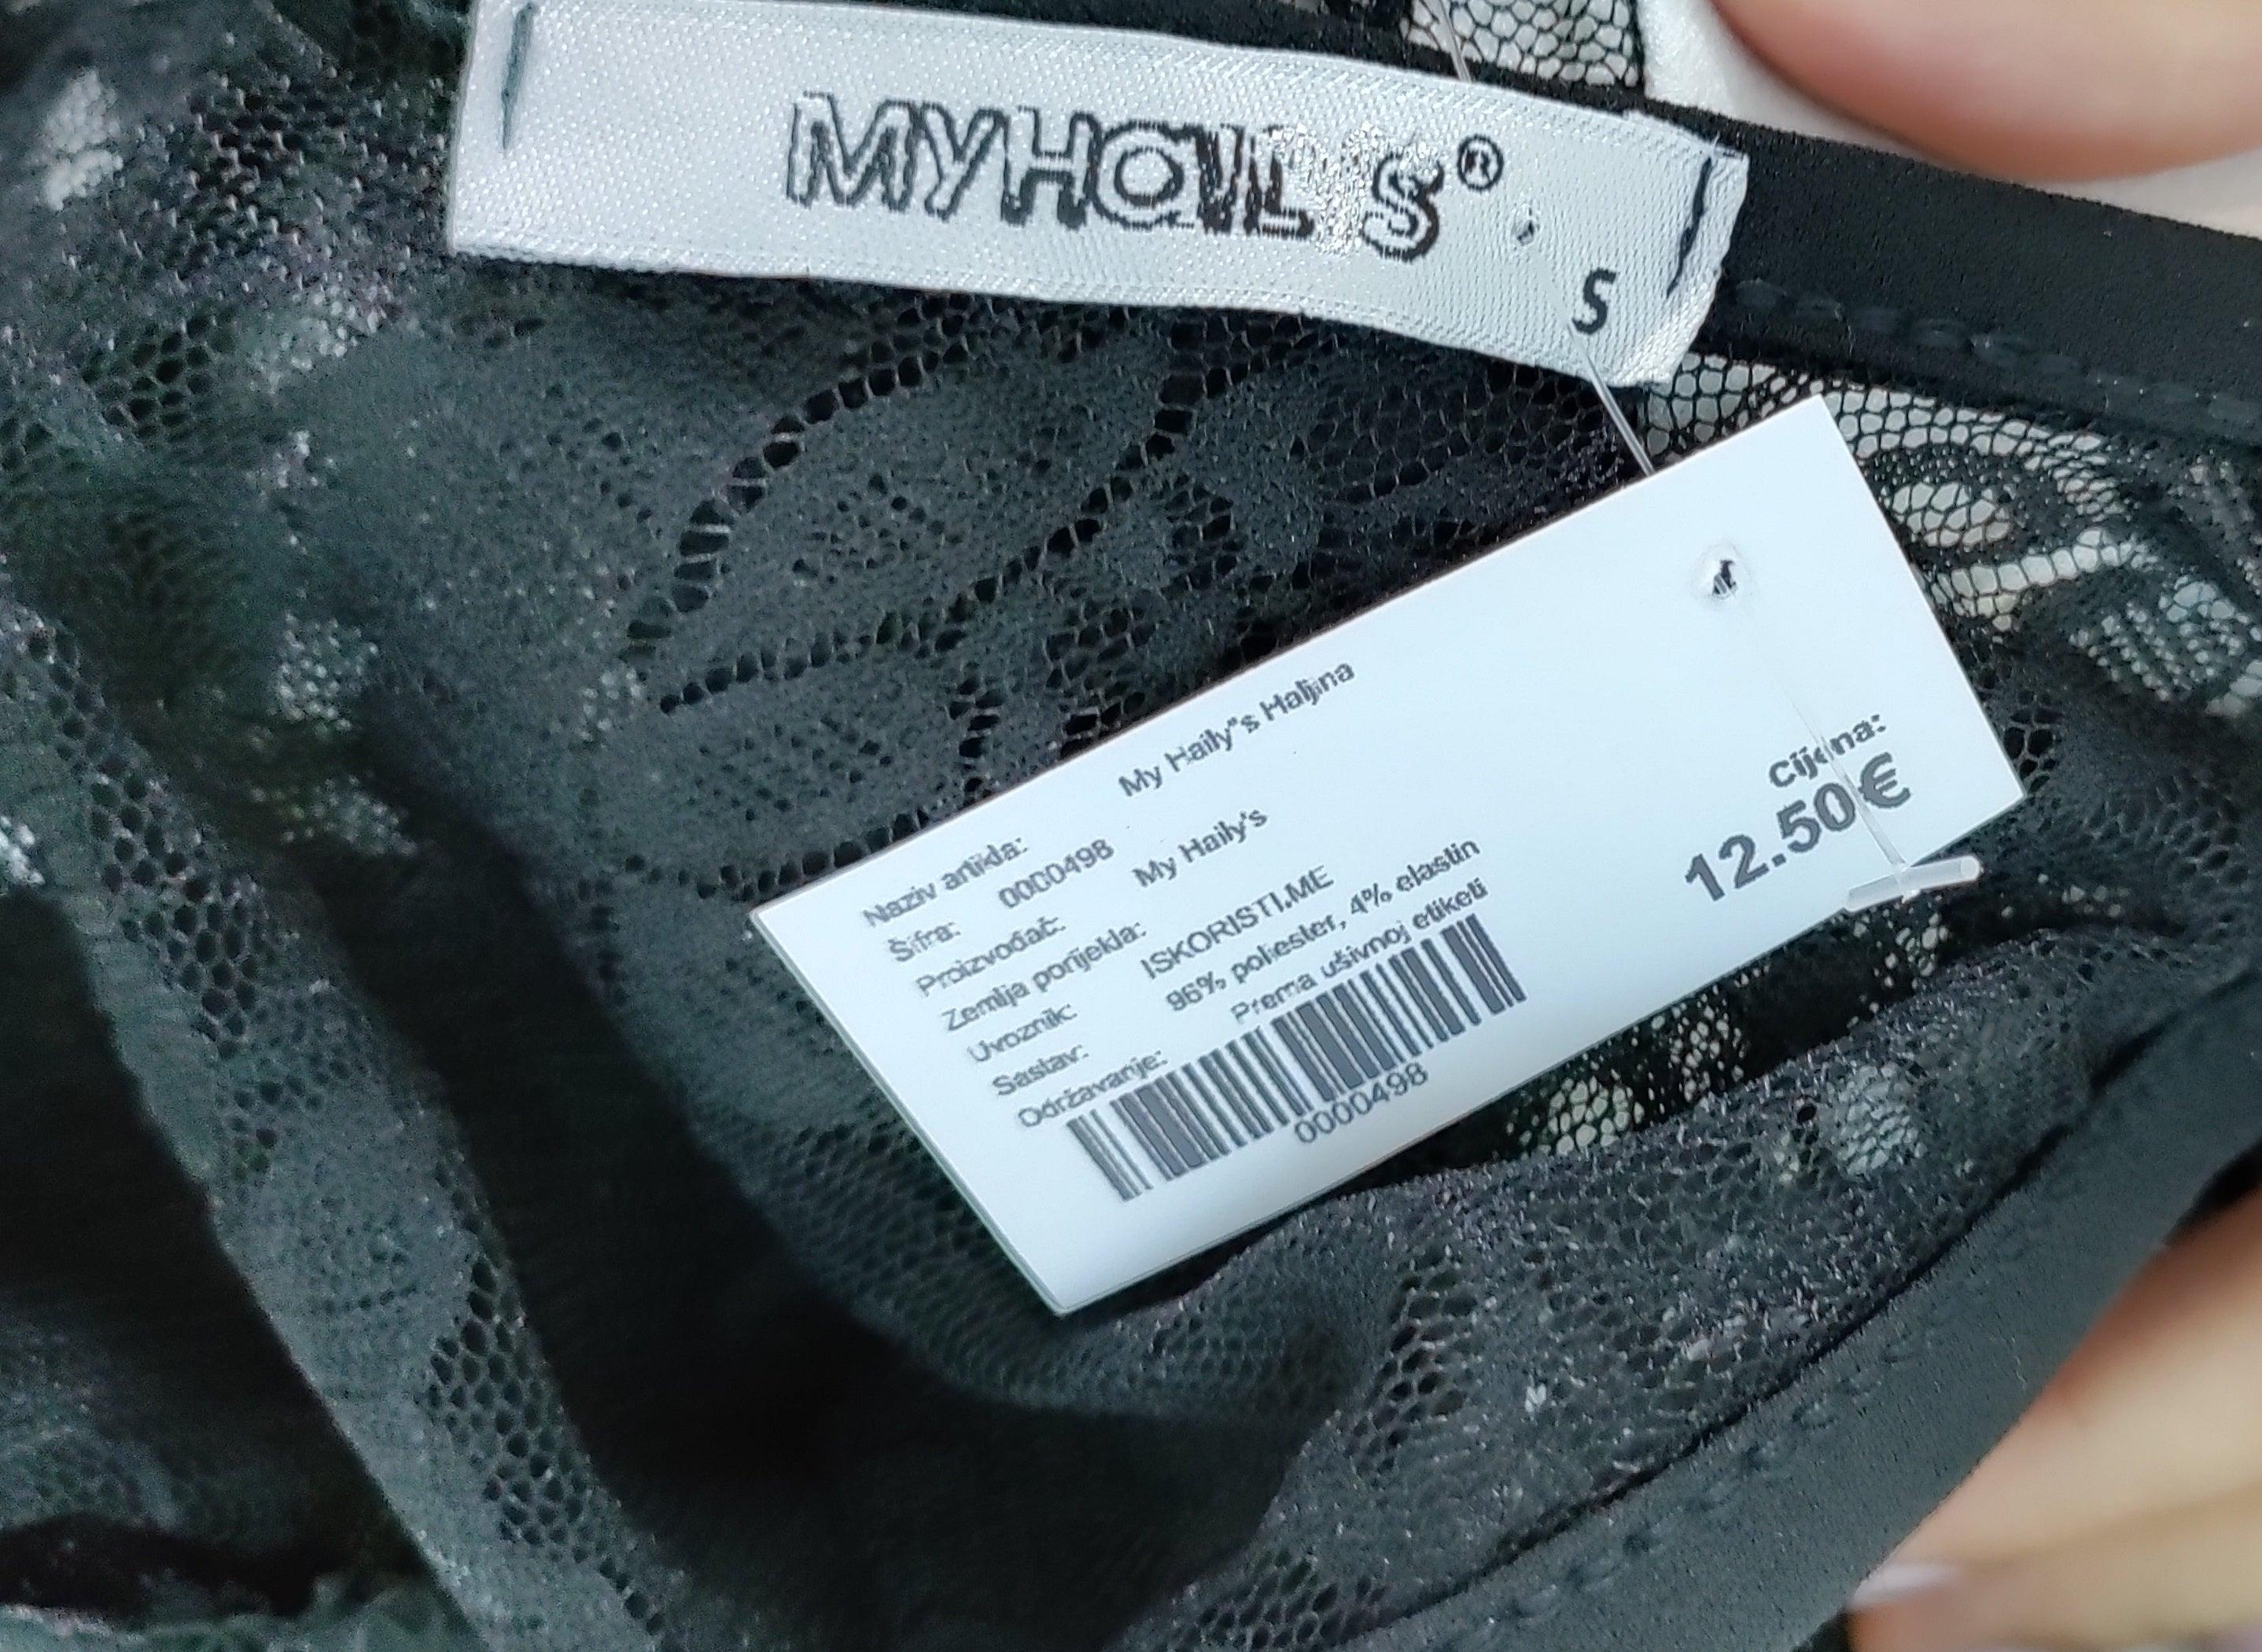 MYHAILYS®
S
Naziv artikla: My Haily"s Haljina
Šifra: 0000498
Proizvođač: My Haily's
Zemlja porijekla:
Uvoznik: ISKORISTI.ME
Sastav: 96% poliester, 4% elastin
Održavanje: Prema ušivnoj etiketi
0000498
Cijena:
12.50€